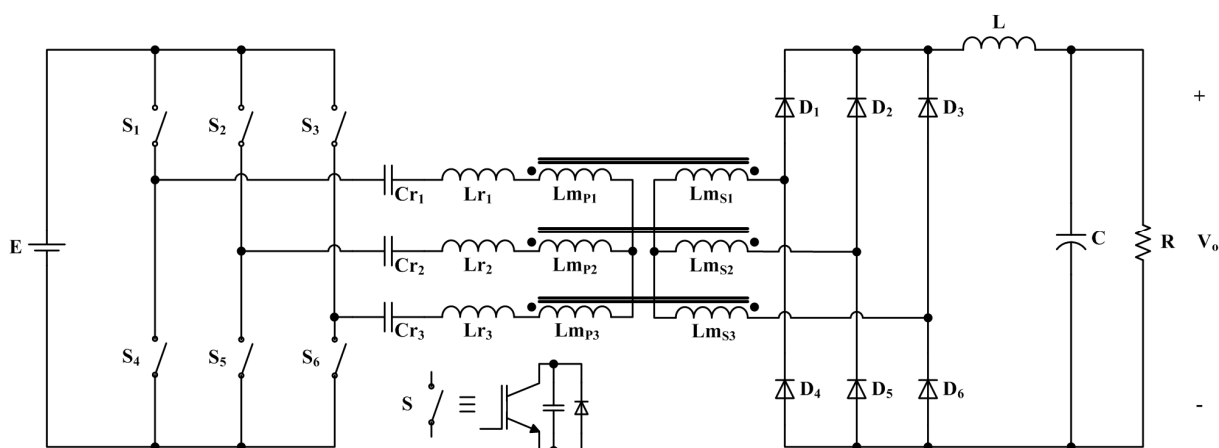 L
S1 S2 S3
D1 D2 D3
+
Cr1 Lr1 LmP1 LmS1
E
Cr2 Lr2 LmP2 LmS2
C R Vo
Cr3 Lr3 LmP3 LmS3
S4 S5 S6
S
D4 D5 D6
-